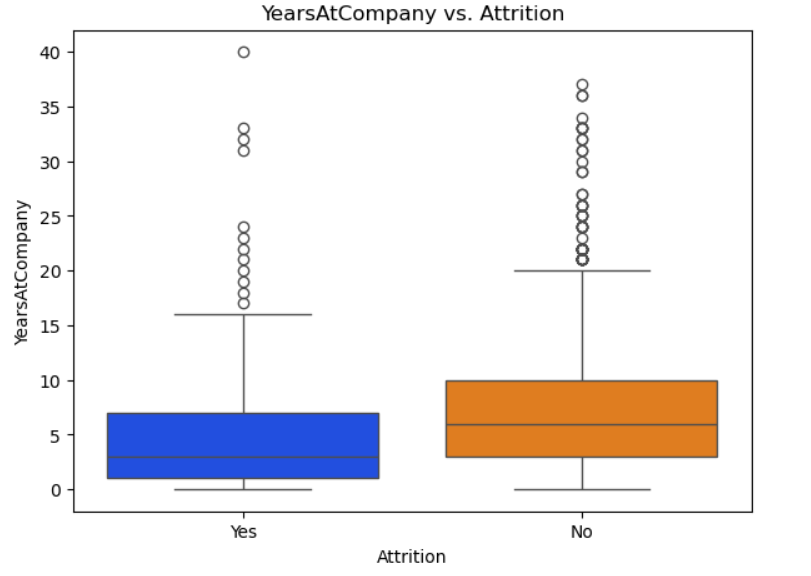 YearsAtCompany vs. Attrition
40
35
30
25
20
15
10
5
0
YearsAtCompany
Yes
No
Attrition